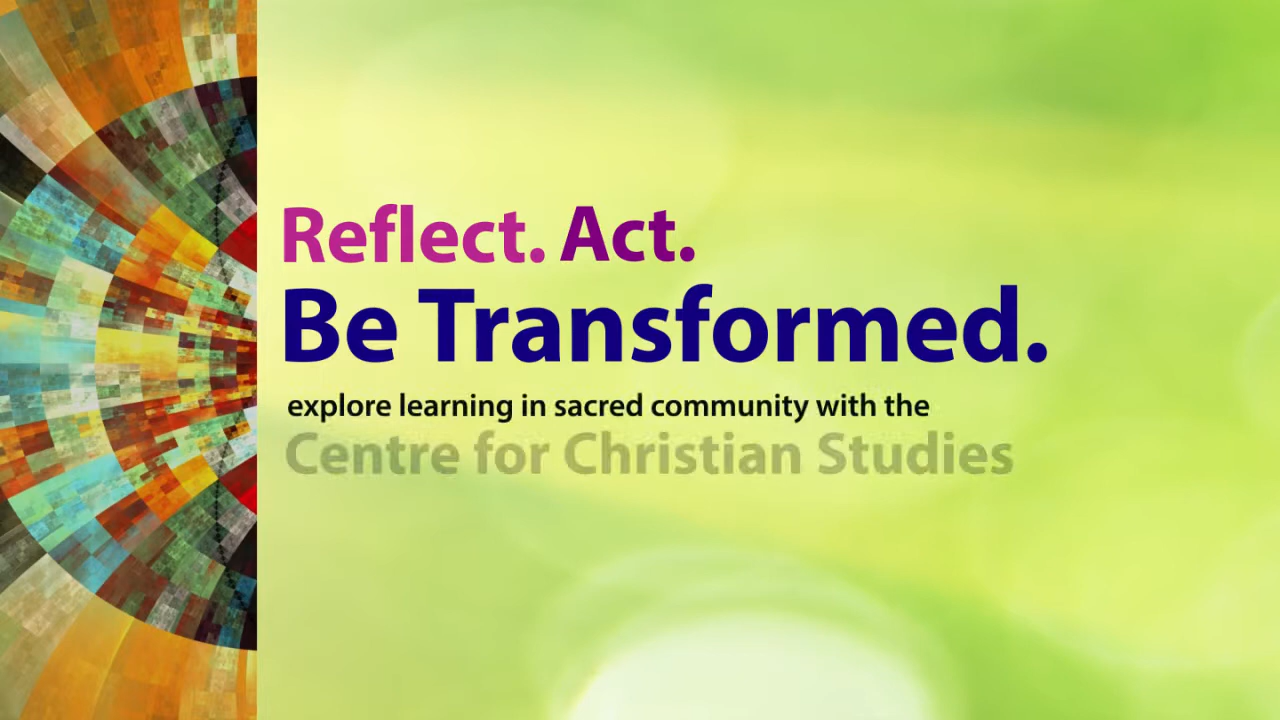 Reflect. Act.
Be Transformed.
explore learning in sacred community with the
Centre for Christian Studies